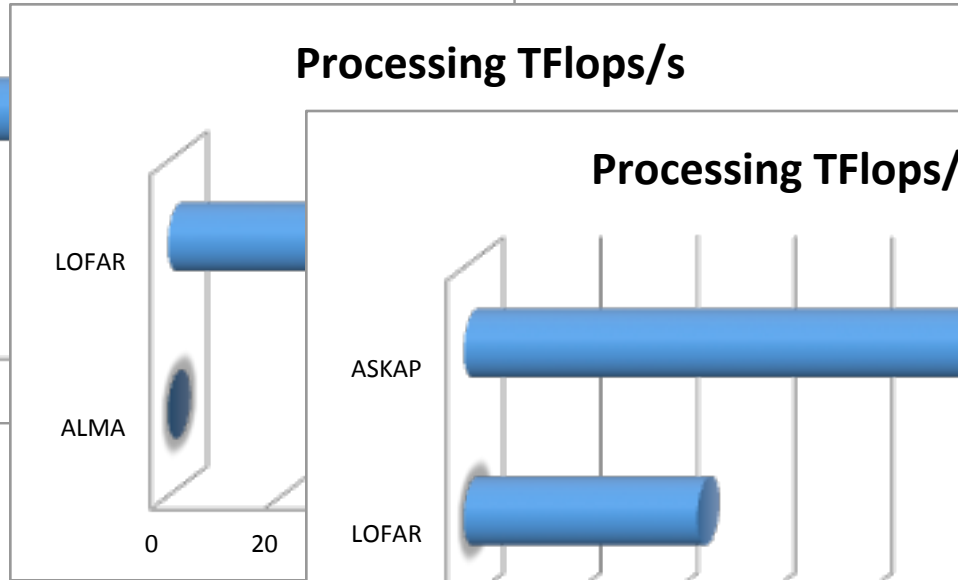 Processing TFlops/s
LOFAR
ALMA
0 20
Processing TFlops/
ASKAP
LOFAR